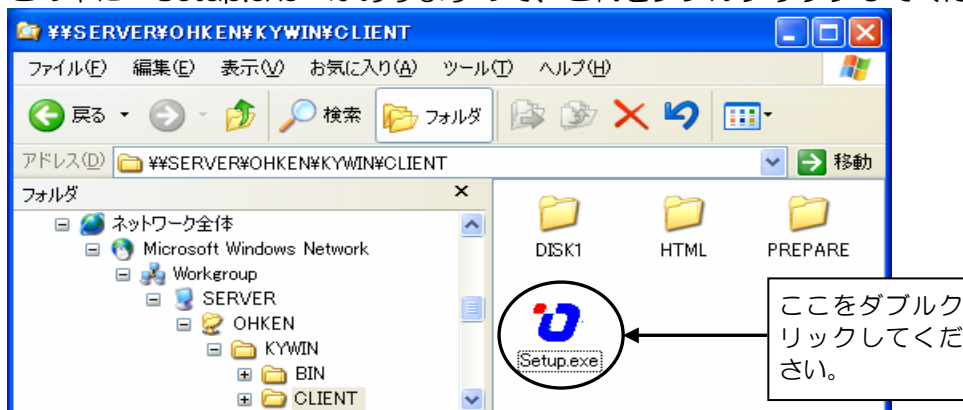 ¥¥SERVER¥OHKEN¥KYWIN¥CLIENT
ファイル(F) 編集(E) 表示(V) お気に入り(A) ツール(T) ヘルプ(H)
戻る 検索 フォルダ
アドレス(D) ¥¥SERVER¥OHKEN¥KYWIN¥CLIENT 移動
フォルダ ×
ネットワーク全体
Microsoft Windows Network
Workgroup
SERVER
OHKEN
KYWIN
BIN
CLIENT
DISK1 HTML PREPARE
Setup.exe
ここをダブルク
リックしてくだ
さい。